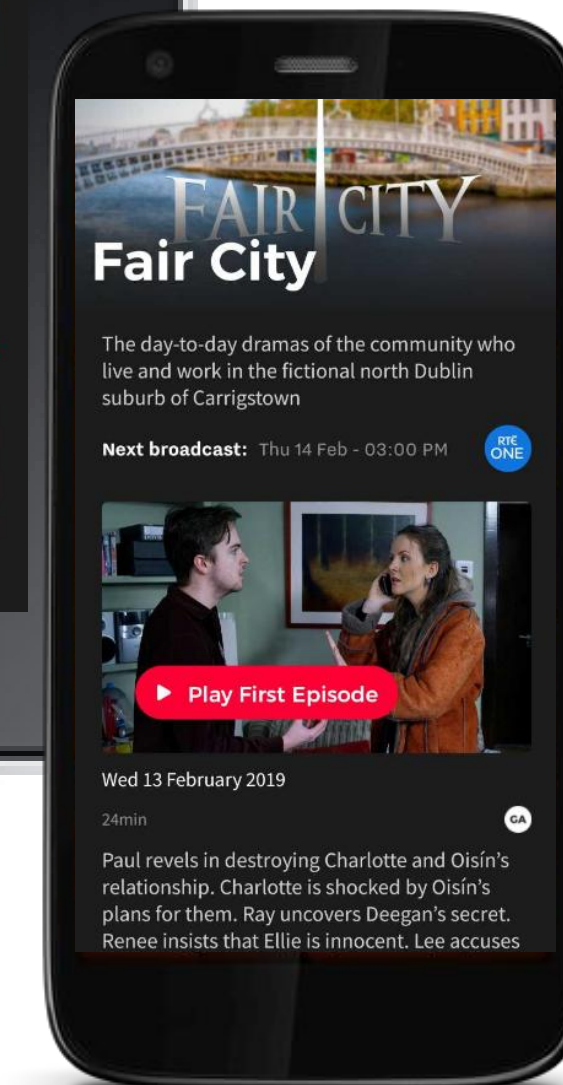 FAIR CITY
Fair City
The day-to-day dramas of the community who
live and work in the fictional north Dublin
suburb of Carrigstown
Next broadcast: Thu 14 Feb - 03:00 PM
RTÉ
ONE
Play First Episode
Wed 13 February 2019
24min
GA
Paul revels in destroying Charlotte and Oisín's
relationship. Charlotte is shocked by Oisín's
plans for them. Ray uncovers Deegan's secret.
Renee insists that Ellie is innocent. Lee accuses